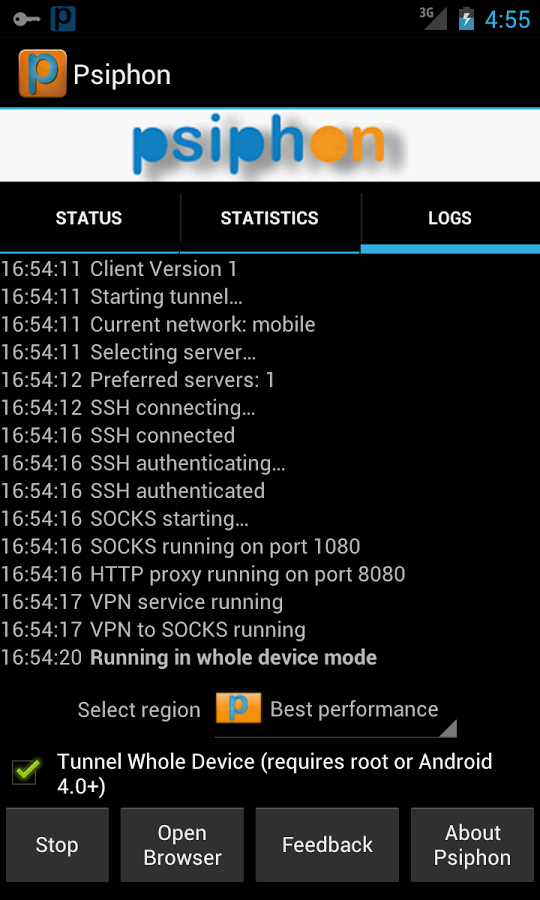 3G 4:55
Psiphon
psiphon
STATUS STATISTICS LOGS
16:54:11 Client Version 1
16:54:11 Starting tunnel...
16:54:11 Current network: mobile
16:54:11 Selecting server...
16:54:12 Preferred servers: 1
16:54:12 SSH connecting...
16:54:16 SSH connected
16:54:16 SSH authenticating...
16:54:16 SSH authenticated
16:54:16 SOCKS starting...
16:54:16 SOCKS running on port 1080
16:54:16 HTTP proxy running on port 8080
16:54:17 VPN service running
16:54:17 VPN to SOCKS running
16:54:20 Running in whole device mode
Select region Best performance
Tunnel Whole Device (requires root or Android
4.0+)
Stop
Open
Browser
Feedback
About
Psiphon